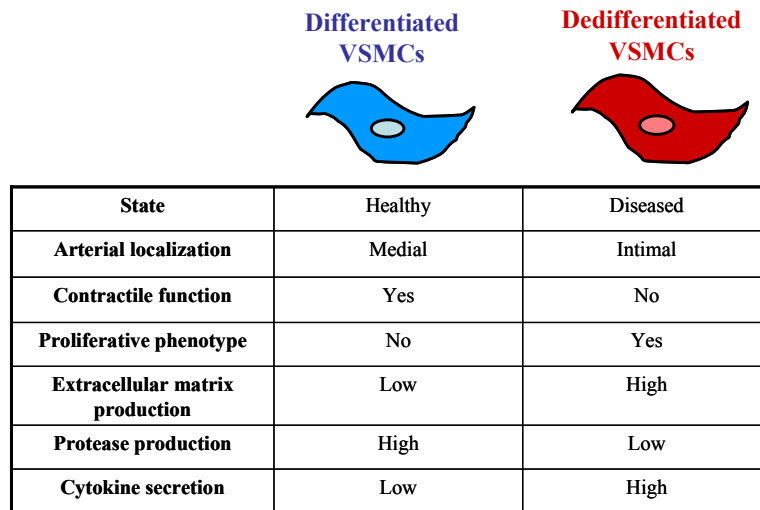 Differentiated
VSMCs
Dedifferentiated
VSMCs
State Healthy Diseased
Arterial localization Medial Intimal
Contractile function Yes No
Proliferative phenotype No Yes
Extracellular matrix
production Low High
Protease production High Low
Cytokine secretion Low High